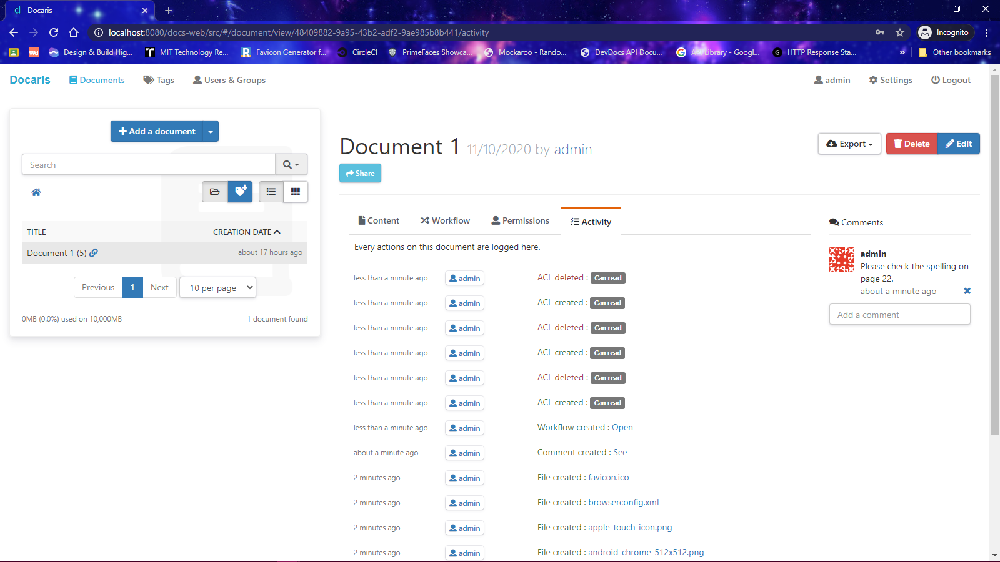 Docaris
localhost:8080/docs-web/src/#/document/view/48409882-9a95-43b2-adf2-9ae985b8b441/activity
Incognito
Design & Build Hig...
MIT Technology Re...
Favicon Generator f...
CircleCI
PrimeFaces Showca...
Mockaroo - Rando...
DevDocs API Docu...
Library - Googl...
HTTP Response Sta...
»
Other bookmarks
Docaris
Documents
Tags
Users & Groups
admin
Settings
Logout
Add a document
Search
TITLE
CREATION DATE
Document 1 (5)
about 17 hours ago
Previous
1
Next
10 per page
0MB (0.0%) used on 10,000MB
1 document found
Document 1 11/10/2020 by admin
Export
Delete
Edit
Share
Content
Workflow
Permissions
Activity
Every actions on this document are logged here.
less than a minute ago admin ACL deleted : Can read
less than a minute ago admin ACL created : Can read
less than a minute ago admin ACL deleted : Can read
less than a minute ago admin ACL created : Can read
less than a minute ago admin ACL deleted : Can read
less than a minute ago admin ACL created : Can read
less than a minute ago admin Workflow created : Open
about a minute ago admin Comment created : See
2 minutes ago admin File created : favicon.ico
2 minutes ago admin File created : browserconfig.xml
2 minutes ago admin File created : apple-touch-icon.png
2 minutes ago admin File created : android-chrome-512x512.png
Comments
admin
Please check the spelling on
page 22.
about a minute ago
Add a comment